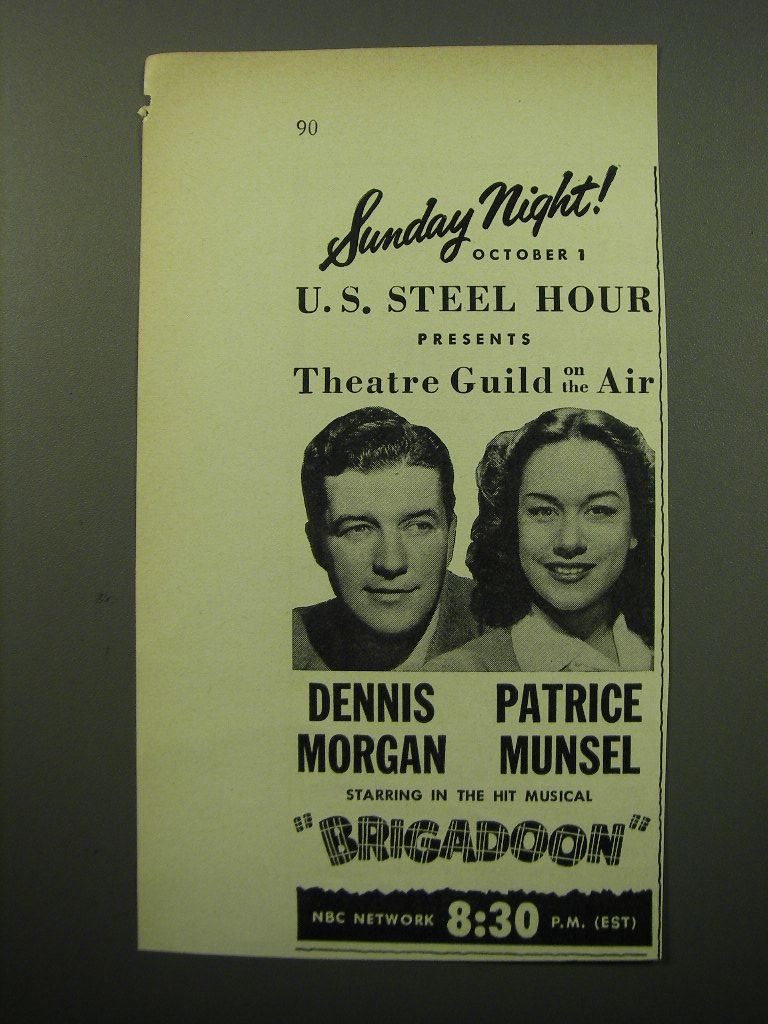 90
Sunday Night!
OCTOBER 1
U. S. STEEL HOUR
PRESENTS
Theatre Guild on the Air
DENNIS MORGAN
PATRICE MUNSEL
STARRING IN THE HIT MUSICAL
"BRIGADOON"
NBC NETWORK 8:30 P.M. (EST)